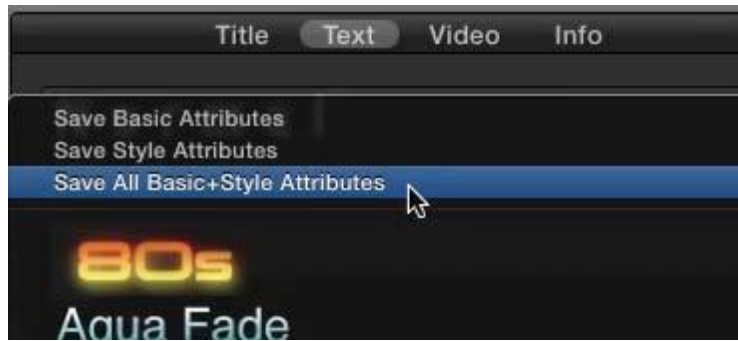 Title Text Video Info
Save Basic Attributes
Save Style Attributes
Save All Basic+Style Attributes
80s
Aqua Fade